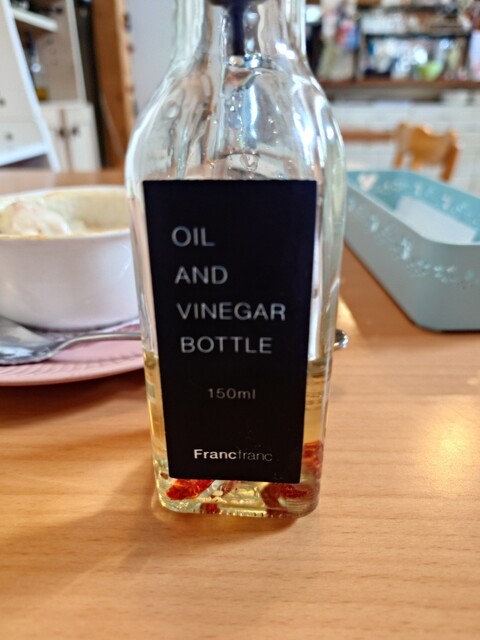 OIL
AND
VINEGAR
BOTTLE
150ml
Francfranc